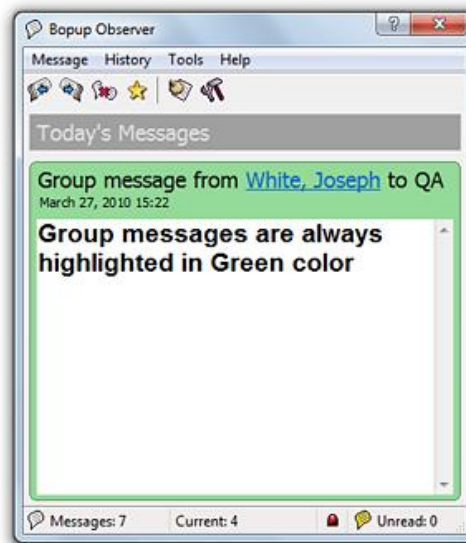 Bopup Observer
Message History Tools Help
Today's Messages
Group message from White, Joseph to QA
March 27, 2010 15:22
Group messages are always
highlighted in Green color
Messages: 7 Current: 4 Unread: 0